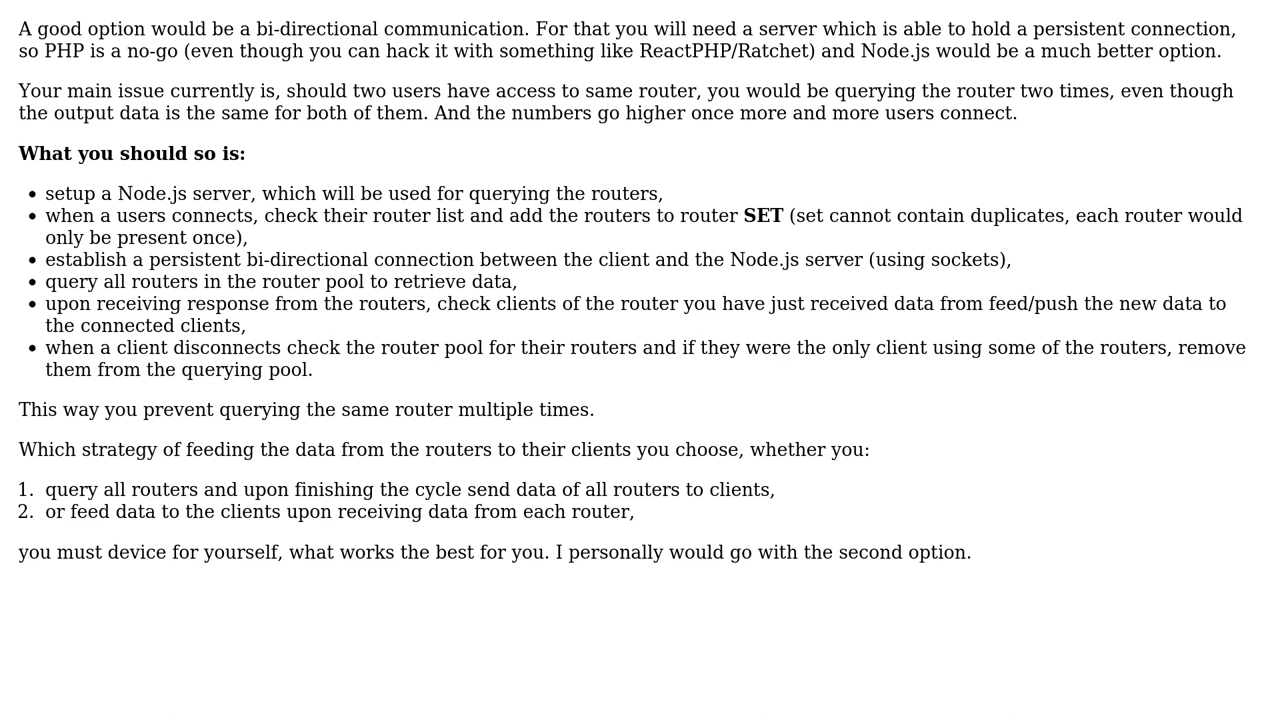 A good option would be a bi-directional communication. For that you will need a server which is able to hold a persistent connection,
so PHP is a no-go (even though you can hack it with something like ReactPHP/Ratchet) and Node.js would be a much better option.
Your main issue currently is, should two users have access to same router, you would be querying the router two times, even though
the output data is the same for both of them. And the numbers go higher once more and more users connect.
What you should so is:
• setup a Node.js server, which will be used for querying the routers,
• when a users connects, check their router list and add the routers to router SET (set cannot contain duplicates, each router would
only be present once),
• establish a persistent bi-directional connection between the client and the Node.js server (using sockets),
• query all routers in the router pool to retrieve data,
• upon receiving response from the routers, check clients of the router you have just received data from feed/push the new data to
the connected clients,
• when a client disconnects check the router pool for their routers and if they were the only client using some of the routers, remove
them from the querying pool.
This way you prevent querying the same router multiple times.
Which strategy of feeding the data from the routers to their clients you choose, whether you:
1. query all routers and upon finishing the cycle send data of all routers to clients,
2. or feed data to the clients upon receiving data from each router,
you must device for yourself, what works the best for you. I personally would go with the second option.